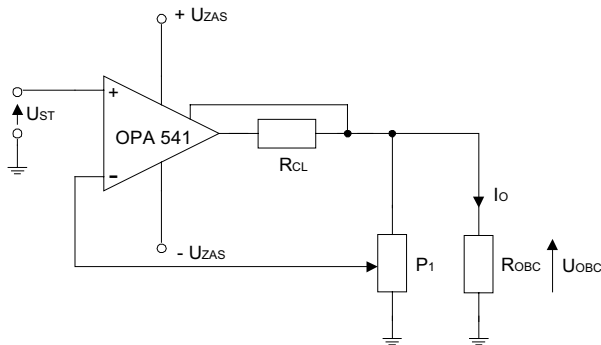 + UZAS
UST
+
OPA 541
-
RCL
IO
- UZAS
P1
ROBC
UOBC